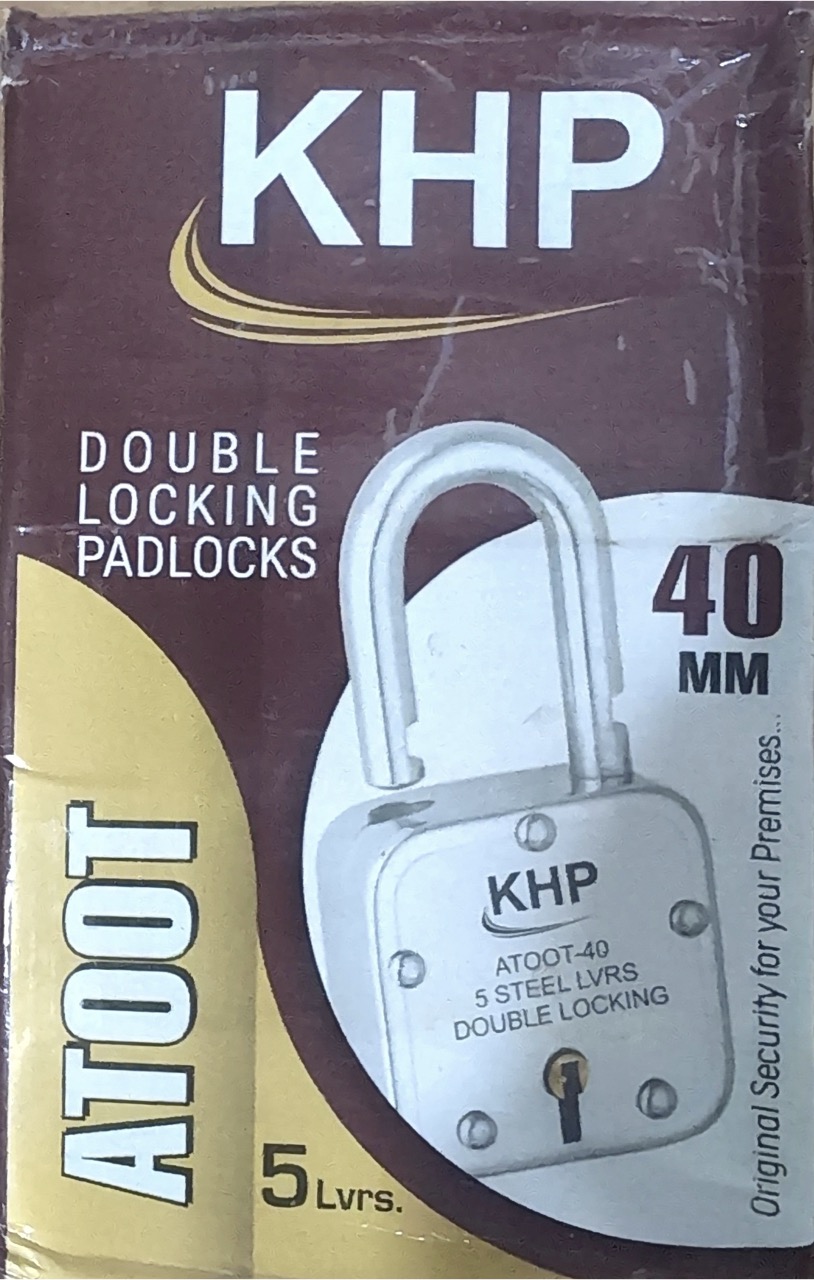 KHP
DOUBLE
LOCKING
PADLOCKS
40
MM
KHP
ATOOT-40
5 STEEL LVRS
DOUBLE LOCKING
Original Security for your Premises...
ATOOT
5 Lvrs.